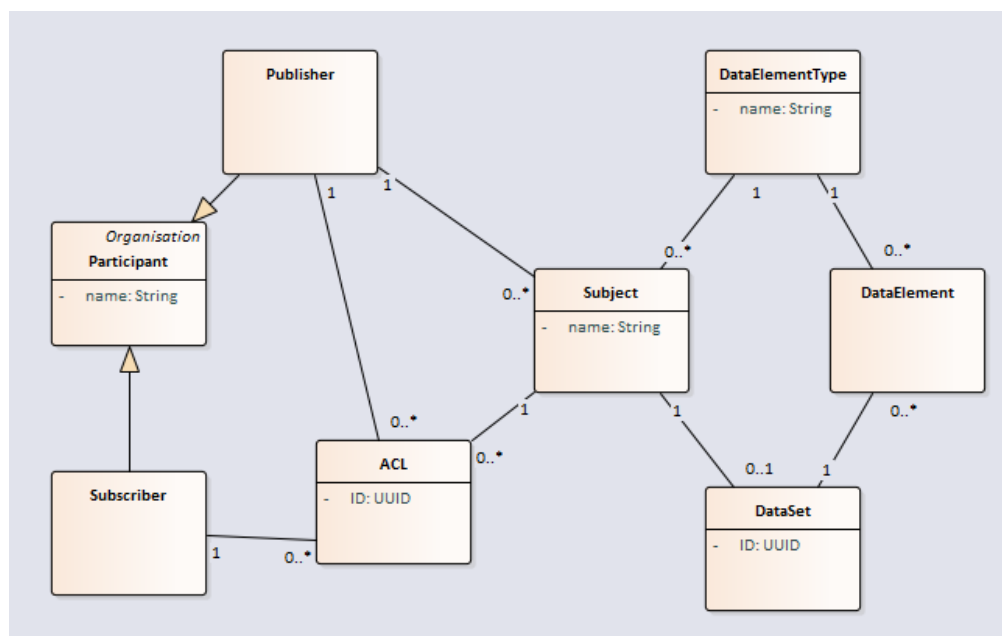 Publisher
DataElementType
- name: String
1
1
1
1
Organisation
Participant
- name: String
0..*
0..*
0..*
Subject
- name: String
DataElement
0..*
1
1
0..*
0..*
ACL
- ID: UUID
0..1
1
Subscriber
DataSet
- ID: UUID
1
0..*